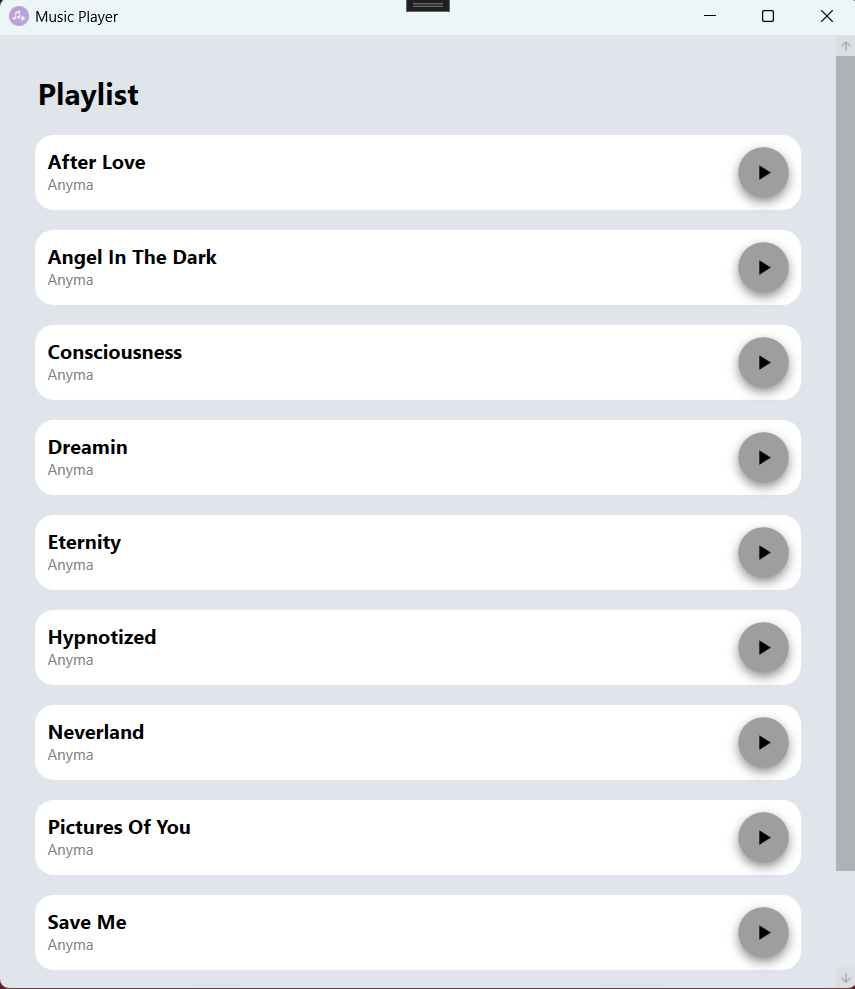 Music Player
Playlist
After Love
Anyma
Angel In The Dark
Anyma
Consciousness
Anyma
Dreamin
Anyma
Eternity
Anyma
Hypnotized
Anyma
Neverland
Anyma
Pictures Of You
Anyma
Save Me
Anyma